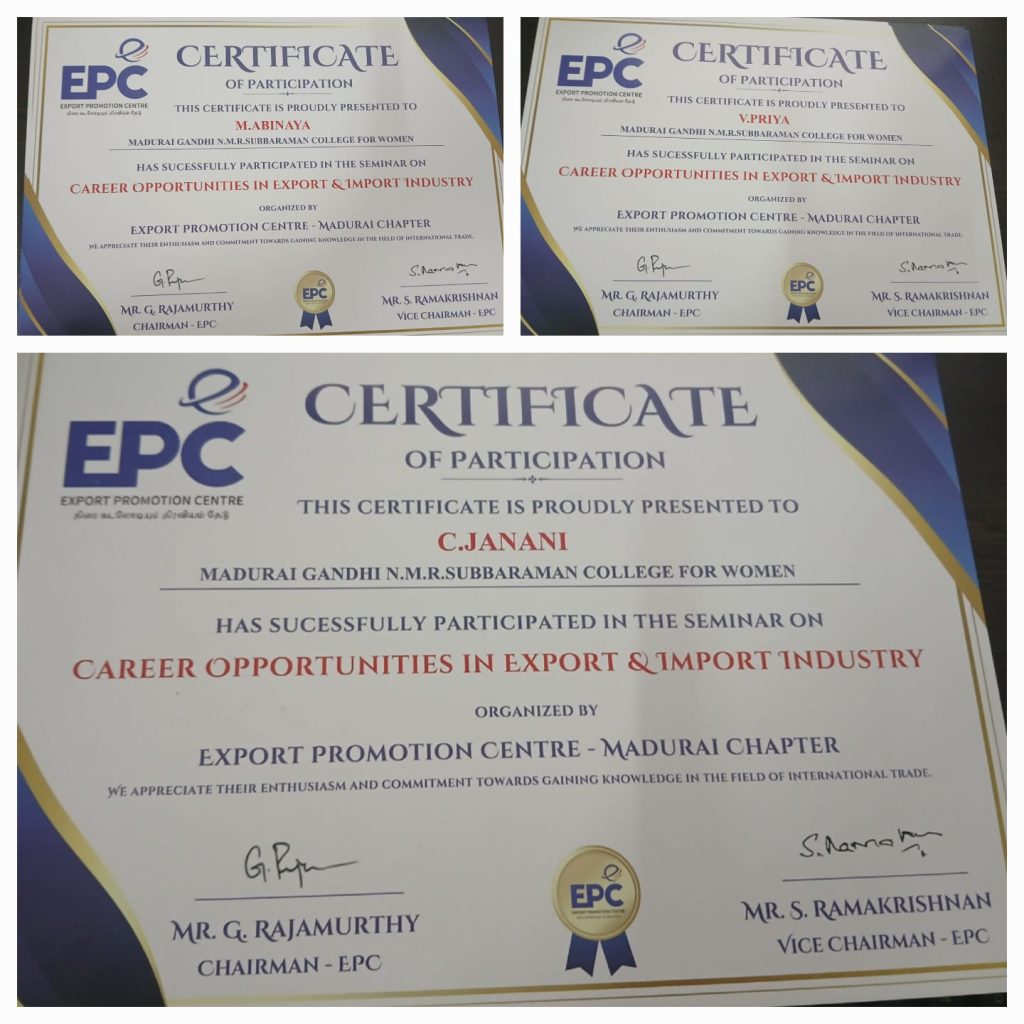 EPC
EXPORT PROMOTION CENTRE
திரை கடலோடியும் திரவியம் தேடு
CERTIFICATE
OF PARTICIPATION
THIS CERTIFICATE IS PROUDLY PRESENTED TO
M.ABINAYA
MADURAI GANDHI N.M.R.SUBBARAMAN COLLEGE FOR WOMEN
HAS SUCESSFULLY PARTICIPATED IN THE SEMINAR ON
CAREER OPPORTUNITIES IN EXPORT & IMPORT INDUSTRY
ORGANIZED BY
EXPORT PROMOTION CENTRE - MADURAI CHAPTER
WE APPRECIATE THEIR ENTHUSIASM AND COMMITMENT TOWARDS GAINING KNOWLEDGE IN THE FIELD OF INTERNATIONAL TRADE.
MR. G. RAJAMURTHY
CHAIRMAN - EPC
EPC
MR. S. RAMAKRISHNAN
VICE CHAIRMAN - EPC
EPC
EXPORT PROMOTION CENTRE
திரை கடலோடியும் திரவியம் தேடு
CERTIFICATE
OF PARTICIPATION
THIS CERTIFICATE IS PROUDLY PRESENTED TO
V.PRIYA
MADURAI GANDHI N.M.R.SUBBARAMAN COLLEGE FOR WOMEN
HAS SUCESSFULLY PARTICIPATED IN THE SEMINAR ON
CAREER OPPORTUNITIES IN EXPORT & IMPORT INDUSTRY
ORGANIZED BY
EXPORT PROMOTION CENTRE - MADURAI CHAPTER
WE APPRECIATE THEIR ENTHUSIASM AND COMMITMENT TOWARDS GAINING KNOWLEDGE IN THE FIELD OF INTERNATIONAL TRADE.
MR. G. RAJAMURTHY
CHAIRMAN - EPC
EPC
MR. S. RAMAKRISHNAN
VICE CHAIRMAN - EPC
EPC
EXPORT PROMOTION CENTRE
திரை கடலோடியும் திரவியம் தேடு
CERTIFICATE
OF PARTICIPATION
THIS CERTIFICATE IS PROUDLY PRESENTED TO
C.JANANI
MADURAI GANDHI N.M.R.SUBBARAMAN COLLEGE FOR WOMEN
HAS SUCESSFULLY PARTICIPATED IN THE SEMINAR ON
CAREER OPPORTUNITIES IN EXPORT & IMPORT INDUSTRY
ORGANIZED BY
EXPORT PROMOTION CENTRE - MADURAI CHAPTER
WE APPRECIATE THEIR ENTHUSIASM AND COMMITMENT TOWARDS GAINING KNOWLEDGE IN THE FIELD OF INTERNATIONAL TRADE.
MR. G. RAJAMURTHY
CHAIRMAN - EPC
EPC
EXPORT PROMOTION CENTRE
MR. S. RAMAKRISHNAN
VICE CHAIRMAN - EPC